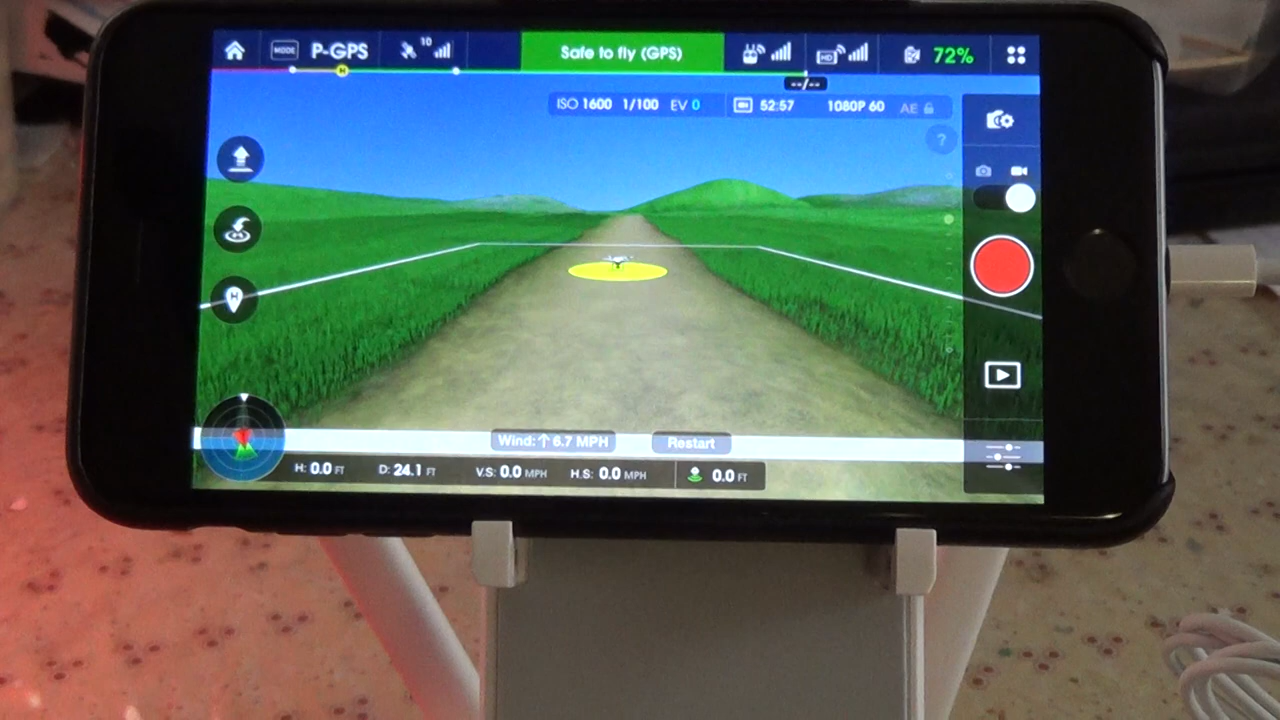 MODE P-GPS 10 Safe to fly (GPS) HD 72%
H --/--
ISO 1600 1/100 EV 0 52:57 1080P 60 AE
?
H
Wind: ↑ 6.7 MPH Restart
H: 0.0 FT D: 24.1 FT V.S: 0.0 MPH H.S: 0.0 MPH 0.0 FT